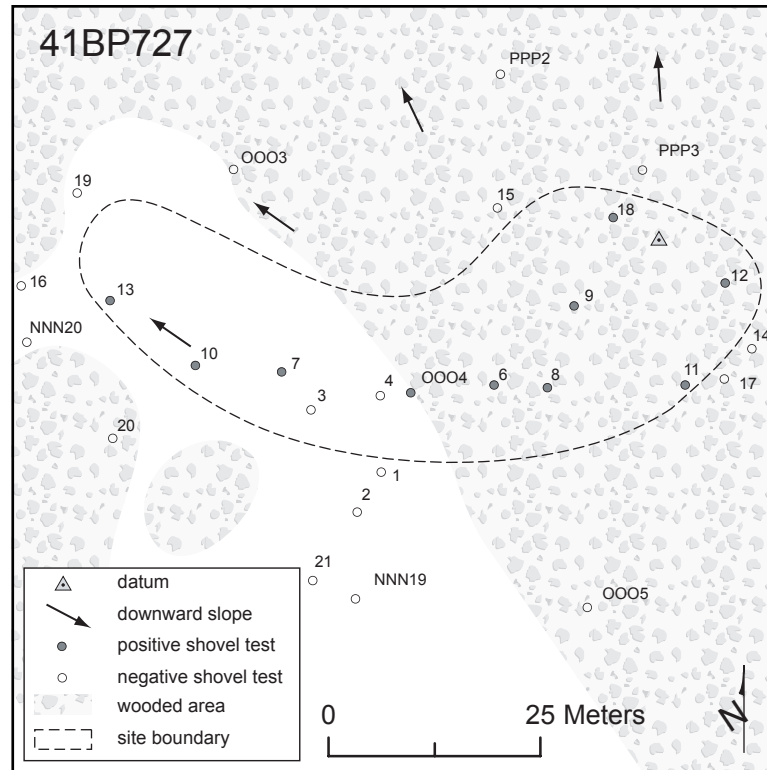 41BP727
PPP2
OOO3
PPP3
19
15
18
16
13
12
9
NNN20
14
10
7
OOO4
6
8
11
17
3
4
20
1
2
21
NNN19
OOO5
datum
downward slope
positive shovel test
negative shovel test
wooded area
site boundary
0 25 Meters
N